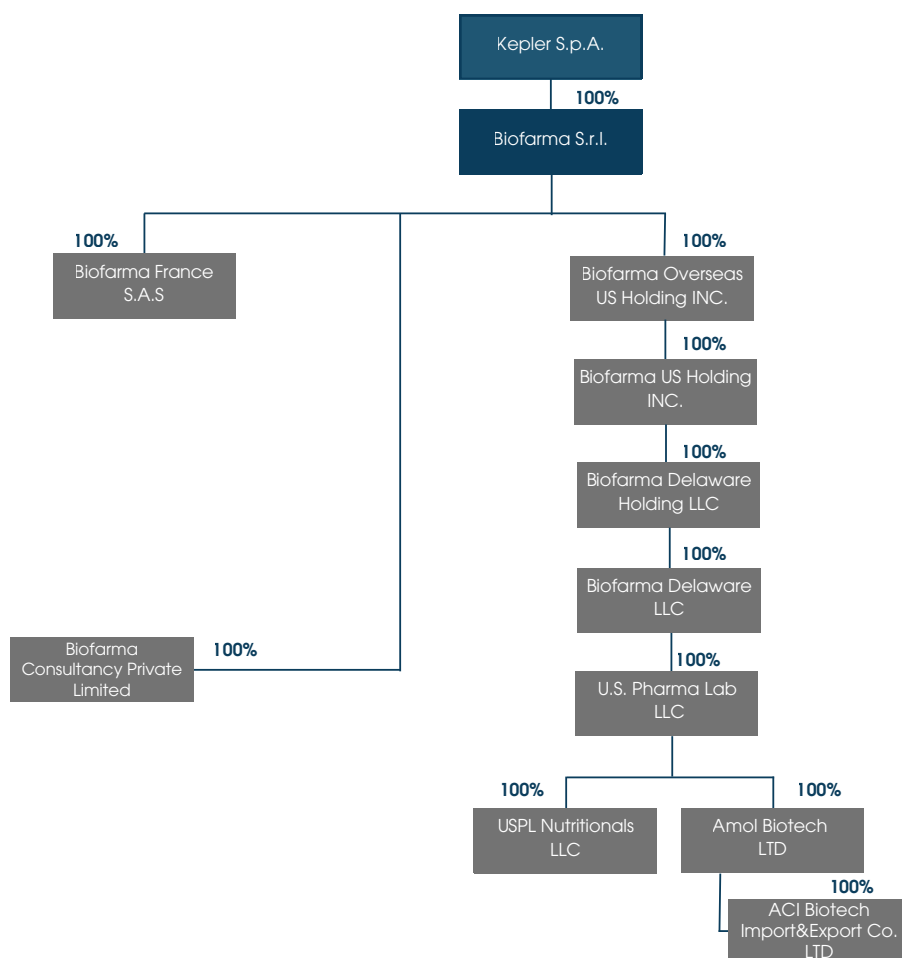 Kepler S.p.A.
100%
Biofarma S.r.l.
100%
100%
Biofarma France
S.A.S
Biofarma Overseas
US Holding INC.
100%
Biofarma US Holding
INC.
100%
Biofarma Delaware
Holding LLC
100%
Biofarma Delaware
LLC
Biofarma
Consultancy Private
Limited
100%
100%
U.S. Pharma Lab
LLC
100%
100%
USPL Nutritionals
LLC
Amol Biotech
LTD
100%
ACI Biotech
Import&Export Co.
LTD